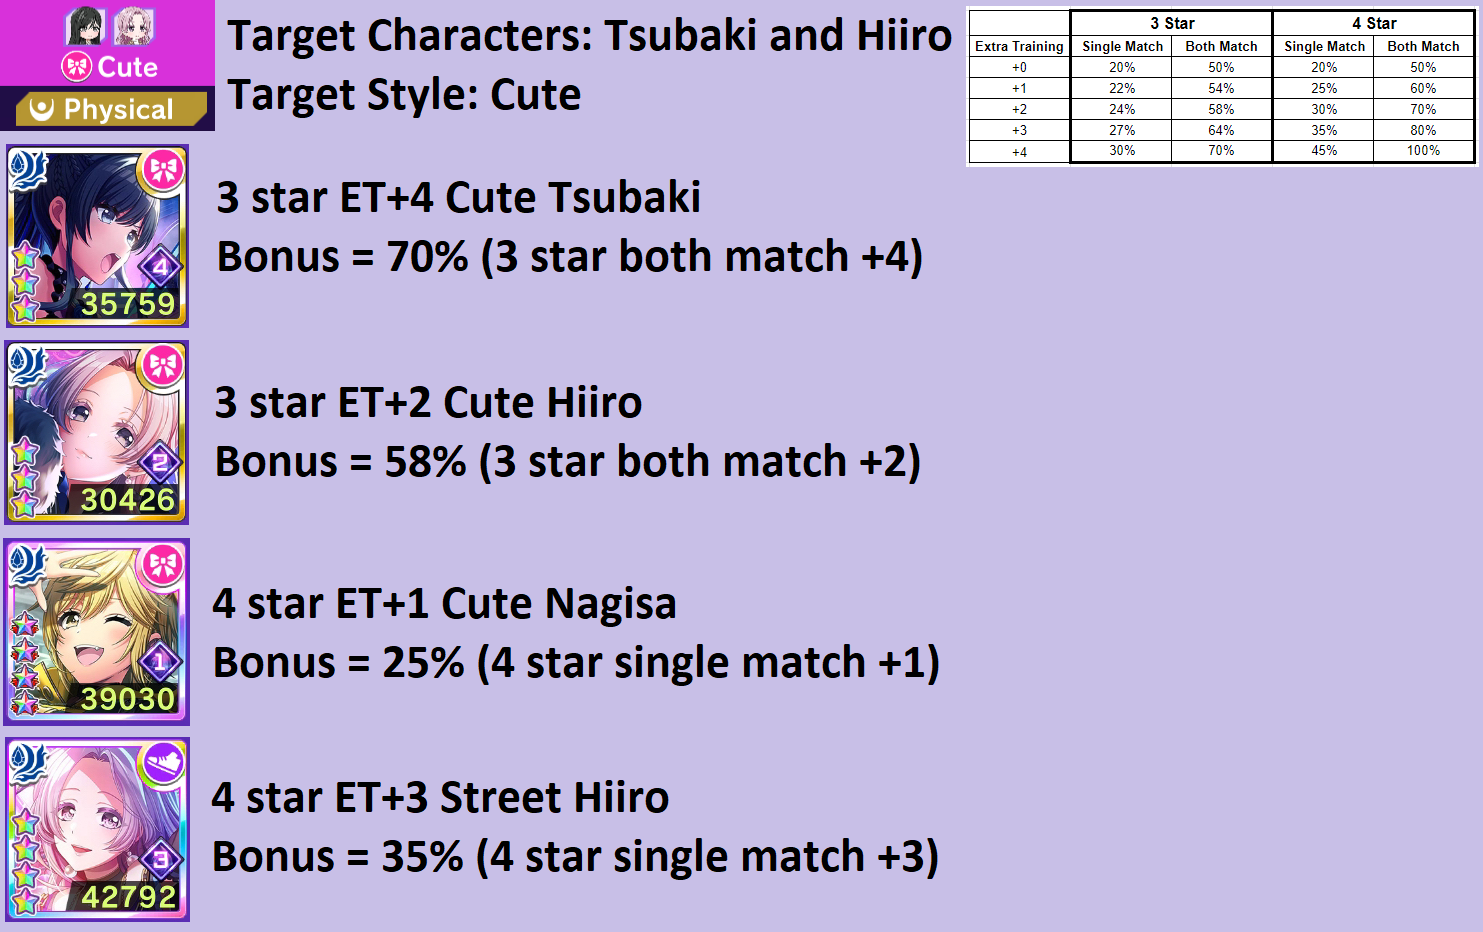 Cute
Physical
Target Characters: Tsubaki and Hiiro
Target Style: Cute
3 Star 4 Star
Extra Training Single Match Both Match Single Match Both Match
+0 20% 50% 20% 50%
+1 22% 54% 25% 60%
+2 24% 58% 30% 70%
+3 27% 64% 35% 80%
+4 30% 70% 45% 100%
4
35759
3 star ET+4 Cute Tsubaki
Bonus = 70% (3 star both match +4)
2
30426
3 star ET+2 Cute Hiiro
Bonus = 58% (3 star both match +2)
1
39030
4 star ET+1 Cute Nagisa
Bonus = 25% (4 star single match +1)
3
42792
4 star ET+3 Street Hiiro
Bonus = 35% (4 star single match +3)